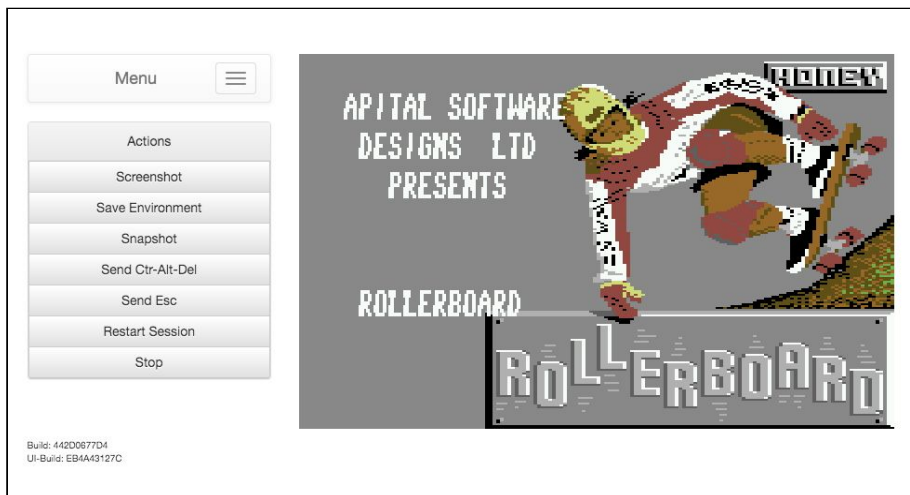 Menu
Actions
Screenshot
Save Environment
Snapshot
Send Ctr-Alt-Del
Send Esc
Restart Session
Stop
Build: 442D0677D4
UI-Build: EB4A43127C
HONEY
APITAL SOFTWARE
DESIGNS LTD
PRESENTS
ROLLERBOARD
ROLLERBOARD